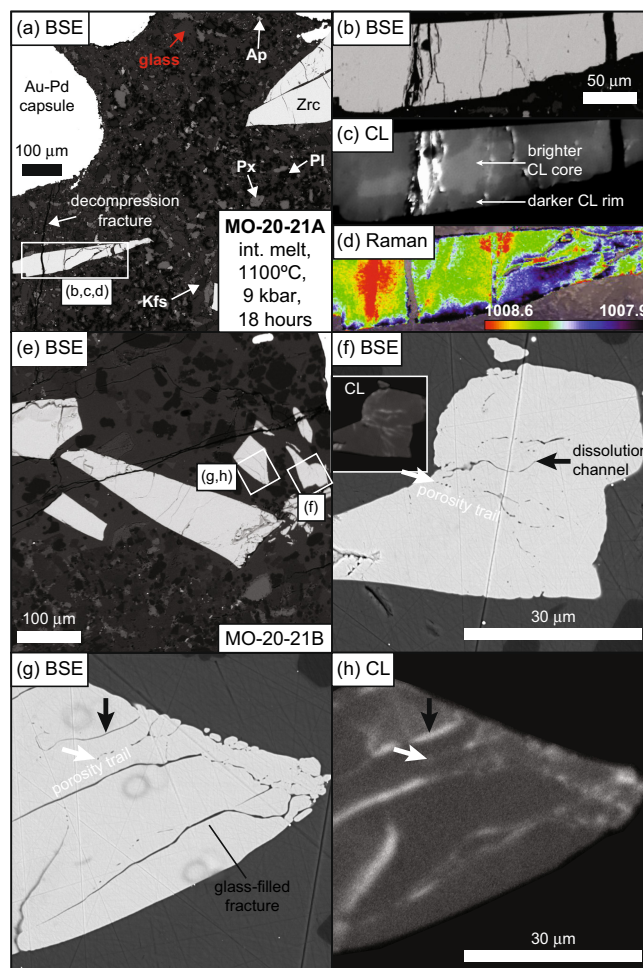 (a) BSE
glass
Ap
Au-Pd
capsule
Zrc
100 µm
Px
Pl
decompression
fracture
(b,c,d)
Kfs
MO-20-21A
int. melt,
1100ºC,
9 kbar,
18 hours
(b) BSE
50 µm
(c) CL
brighter
CL core
darker CL rim
(d) Raman
1008.6
1007.9
(e) BSE
(g,h)
(f)
100 µm
MO-20-21B
(f) BSE
CL
dissolution
channel
porosity trail
30 µm
(g) BSE
porosity trail
glass-filled
fracture
(h) CL
30 µm